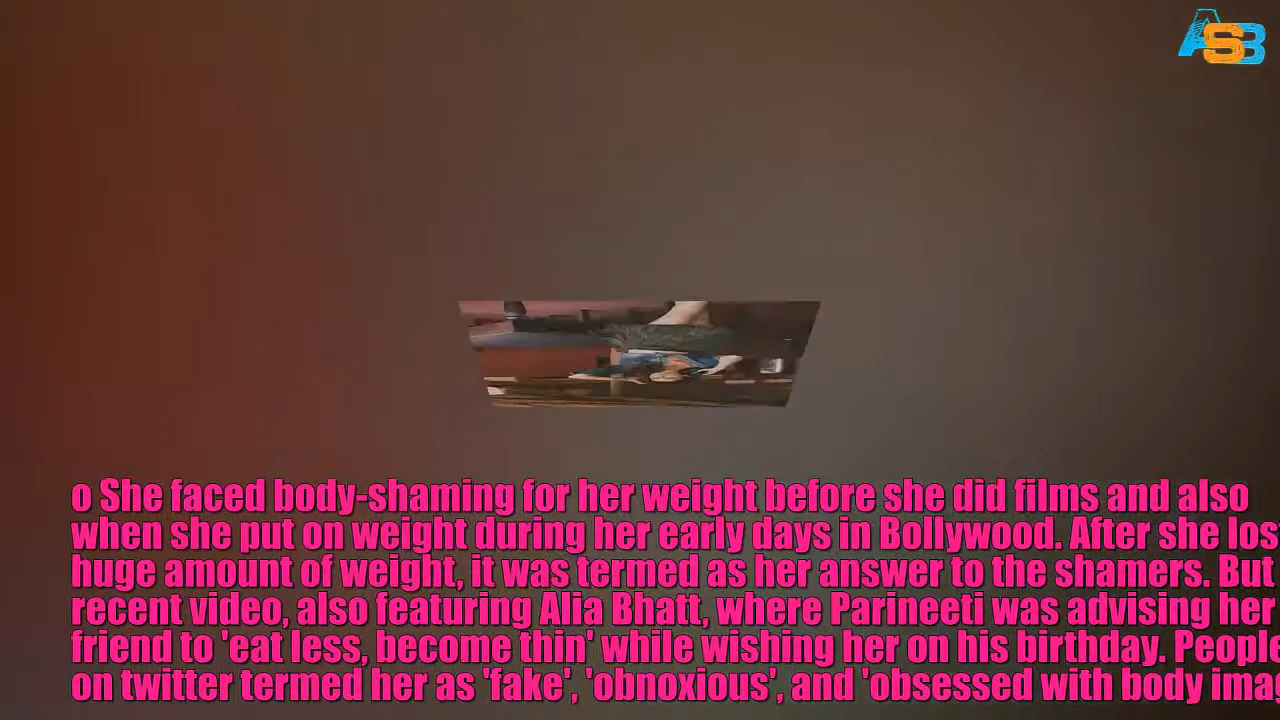 ASB
o She faced body-shaming for her weight before she did films and also
when she put on weight during her early days in Bollywood. After she
huge amount of weight, it was termed as her answer to the shamers. But
recent video, also featuring Alia Bhatt, where Parineeti was advising her
friend to 'eat less, become thin' while wishing her on his birthday. People
on twitter termed her as 'fake', 'obnoxious', and 'obsessed with body